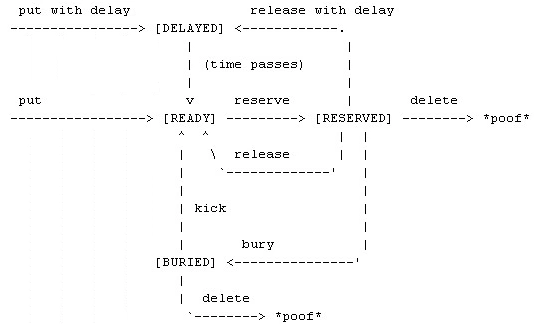 put with delay release with delay
----------------> [DELAYED] <------------.
| |
| (time passes) |
| |
put v reserve | delete
-----------------> [READY] ---------> [RESERVED] --------> *poof*
^ ^ | |
| \ release | |
| `-------------' |
| |
| kick |
| |
| bury |
[BURIED] <---------------'
|
| delete
`--------> *poof*